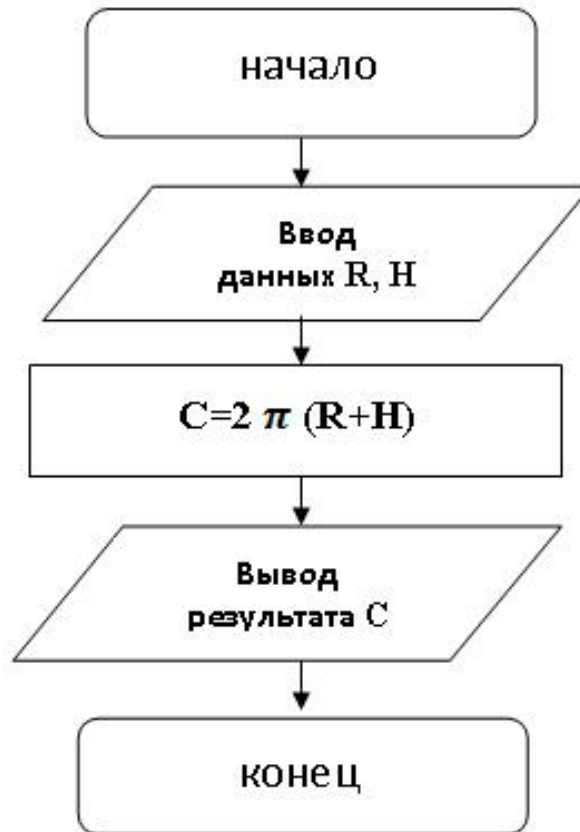 начало
Ввод
данных R, H
C=2 π (R+H)
Вывод
результата C
конец